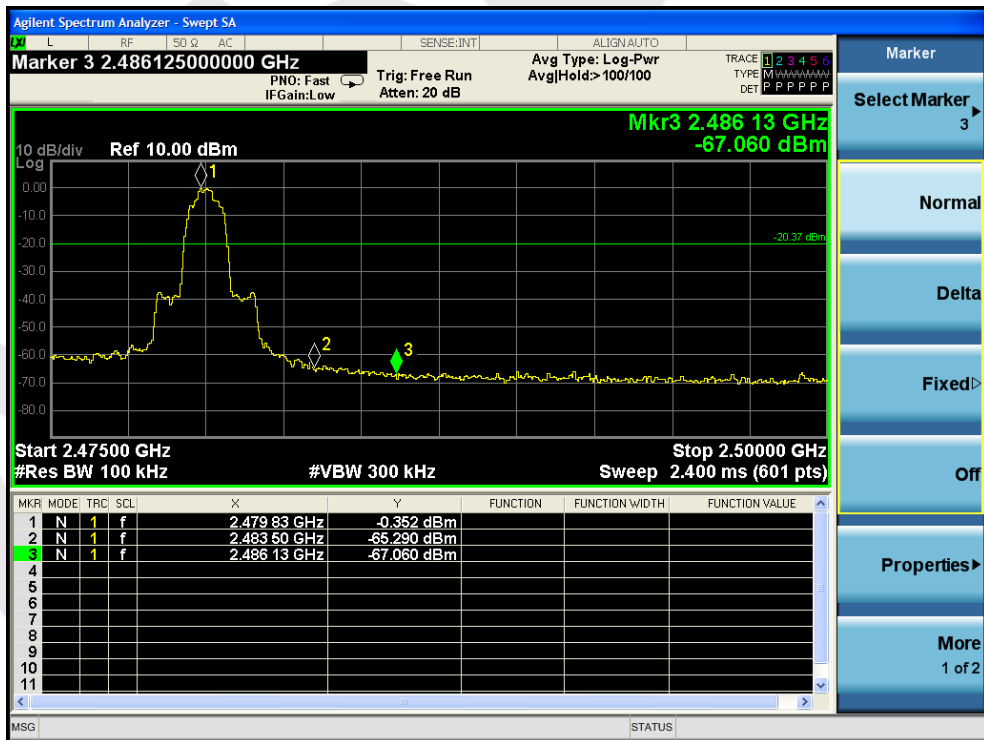 Agilent Spectrum Analyzer - Swept SA
LXI L RF 50 Ω AC SENSE:INT ALIGN AUTO
Marker 3 2.486125000000 GHz
PNO: Fast
IFGain:Low
Trig: Free Run
Atten: 20 dB
Avg Type: Log-Pwr
Avg|Hold:> 100/100
TRACE 1 2 3 4 5 6
TYPE M W W W W W
DET P P P P P P
Mkr3 2.486 13 GHz
-67.060 dBm
10 dB/div Ref 10.00 dBm
Log
1
0.00
-10.0
-20.0
-20.37 dBm
-30.0
-40.0
-50.0
2
3
-60.0
-70.0
-80.0
Start 2.47500 GHz Stop 2.50000 GHz
#Res BW 100 kHz #VBW 300 kHz Sweep 2.400 ms (601 pts)
MKR MODE TRC SCL X Y FUNCTION FUNCTION WIDTH FUNCTION VALUE
1 N 1 f 2.479 83 GHz -0.352 dBm
2 N 1 f 2.483 50 GHz -65.290 dBm
3 N 1 f 2.486 13 GHz -67.060 dBm
4
5
6
7
8
9
10
11
MSG STATUS
Marker
Select Marker
3
Normal
Delta
Fixed
Off
Properties
More
1 of 2